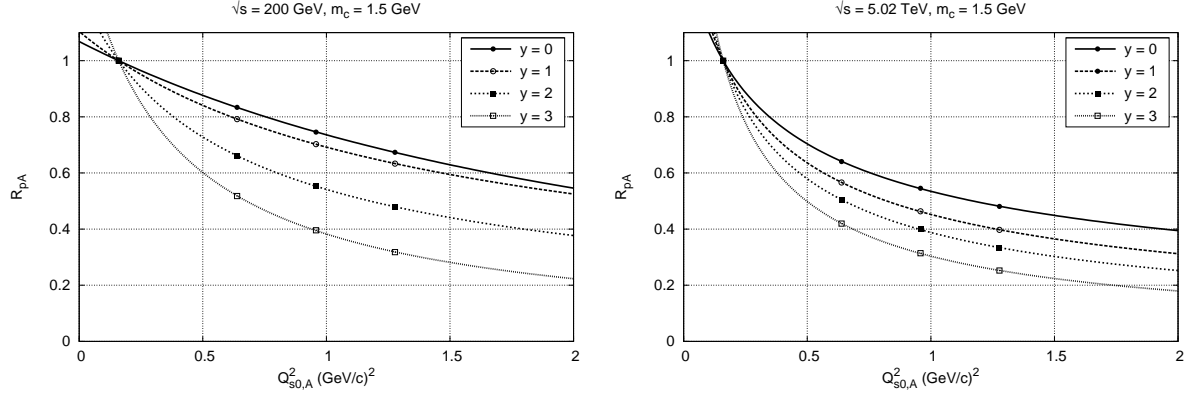 √s = 200 GeV, m_c = 1.5 GeV
R_pA
1
0.8
0.6
0.4
0.2
0
0 0.5 1 1.5 2
Q²_s0,A (GeV/c)²
y = 0
y = 1
y = 2
y = 3
√s = 5.02 TeV, m_c = 1.5 GeV
R_pA
1
0.8
0.6
0.4
0.2
0
0 0.5 1 1.5 2
Q²_s0,A (GeV/c)²
y = 0
y = 1
y = 2
y = 3